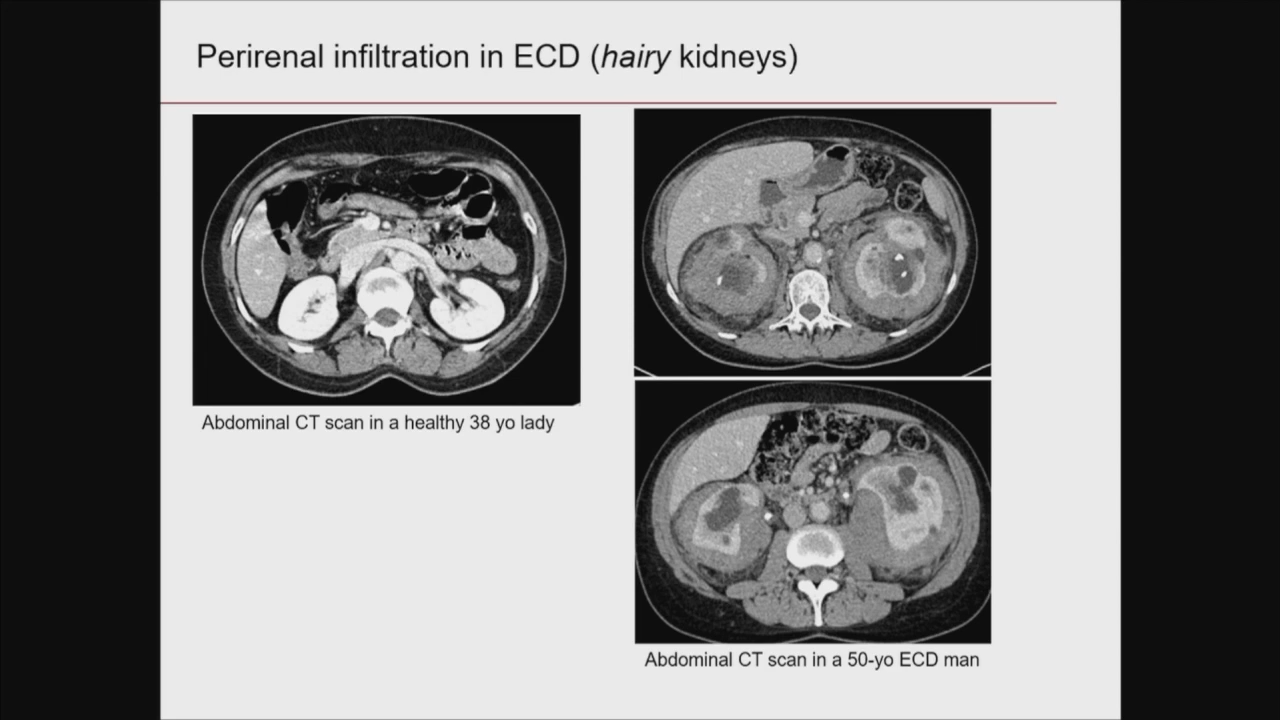 Perirenal infiltration in ECD (hairy kidneys)
Abdominal CT scan in a healthy 38 yo lady
Abdominal CT scan in a 50-yo ECD man